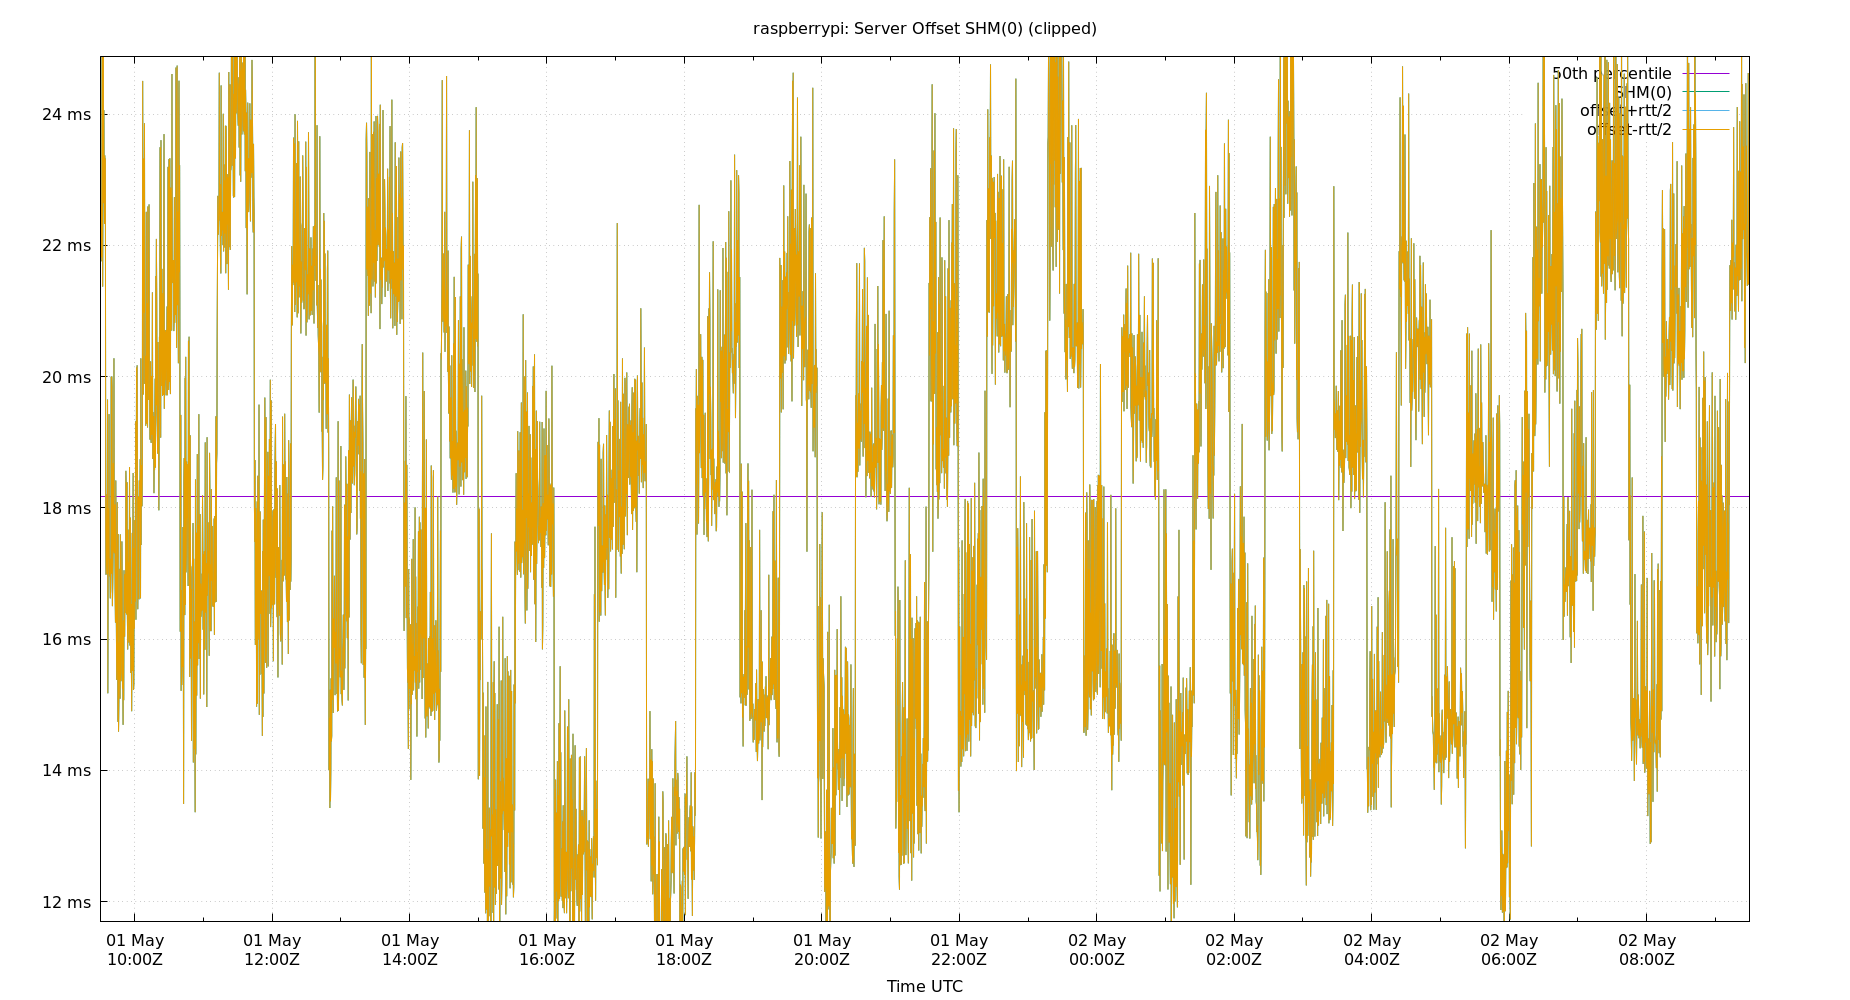 raspberrypi: Server Offset SHM(0) (clipped)
50th percentile
SHM(0)
offset+rtt/2
offset-rtt/2
24 ms
22 ms
20 ms
18 ms
16 ms
14 ms
12 ms
01 May 01 May 01 May 01 May 01 May 01 May 01 May 02 May 02 May 02 May 02 May 02 May
10:00Z 12:00Z 14:00Z 16:00Z 18:00Z 20:00Z 22:00Z 00:00Z 02:00Z 04:00Z 06:00Z 08:00Z
Time UTC